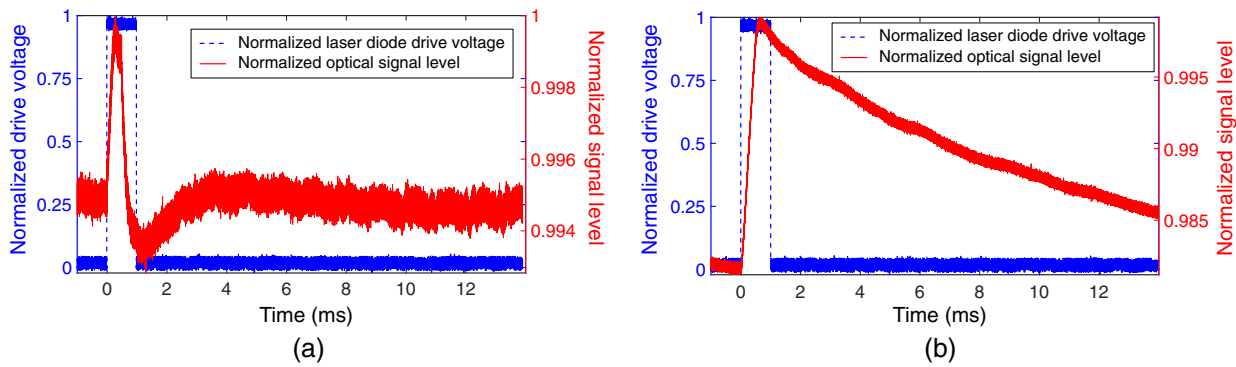 1
0.75
0.5
0.25
0
Normalized drive voltage
Normalized laser diode drive voltage
Normalized optical signal level
1
0.998
0.996
0.994
Normalized signal level
0 2 4 6 8 10 12
Time (ms)
(a)
1
0.75
0.5
0.25
0
Normalized drive voltage
Normalized laser diode drive voltage
Normalized optical signal level
0.995
0.99
0.985
Normalized signal level
0 2 4 6 8 10 12
Time (ms)
(b)